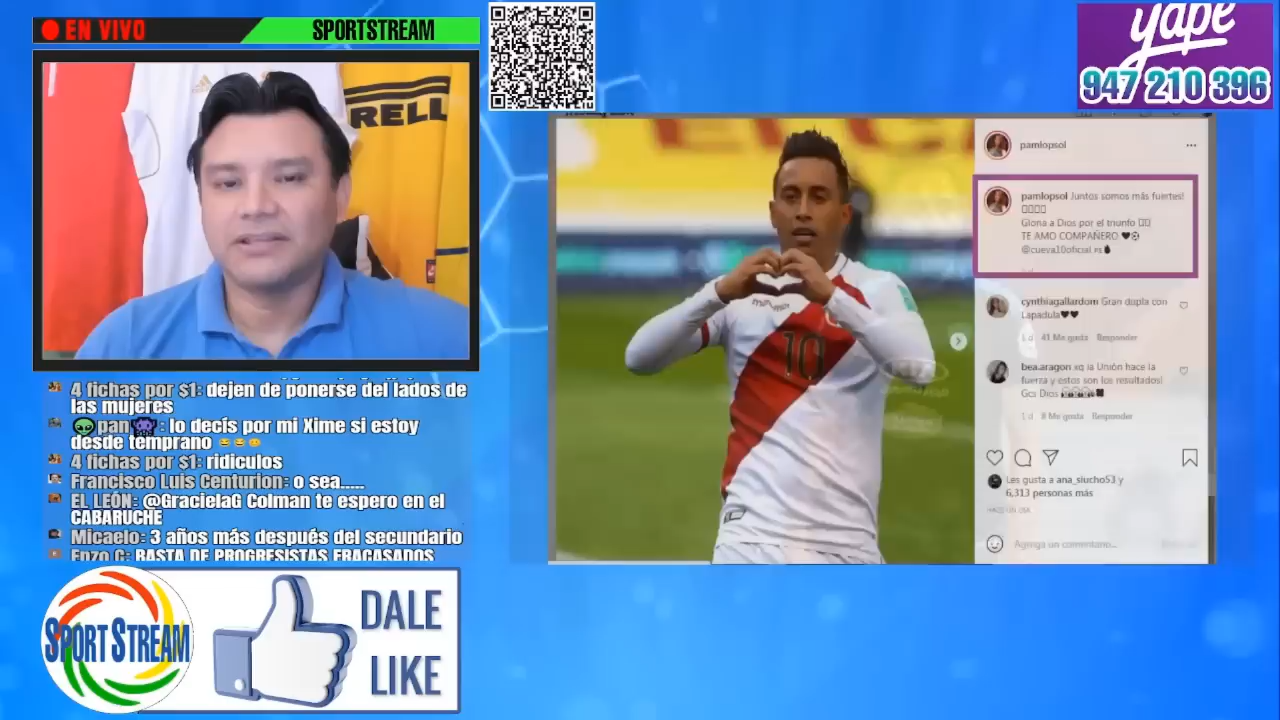 EN VIVO
SPORTSTREAM
yape
947 210 396
RELL
10
pamlopsol
pamlopsol Juntos somos más fuertes!
Gloria a Dios por el triunfo
TE AMO COMPAÑERO
@cueva10oficial
cynthiagallardom Gran dupla con
Lapadula!
1 d 41 Me gusta Responder
bea.aragon xq la Unión hace la
fuerza y estos son los resultados!
Gcs Dios
1 d 8 Me gusta Responder
Les gusta a ana_siucho53 y
6,313 personas más
HACE UN DÍA
Agrega un comentario...
4 fichas por $1: dejen de ponerse del lados de
las mujeres
pan: lo decís por mi Xime si estoy
desde temprano
4 fichas por $1: ridiculos
Francisco Luis Centurion: o sea.....
EL LEÓN: @GracielaG Colman te espero en el
CABARUCHE
Micaelo: 3 años más después del secundario
Enzo G: BASTA DE PROGRESISTAS FRACASADOS
SPORT STREAM
DALE
LIKE